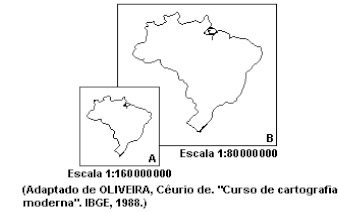 B
Escala 1:80000000
A
Escala 1:160000000
(Adaptado de OLIVEIRA, Céurio de. "Curso de cartografia
moderna". IBGE, 1988.)